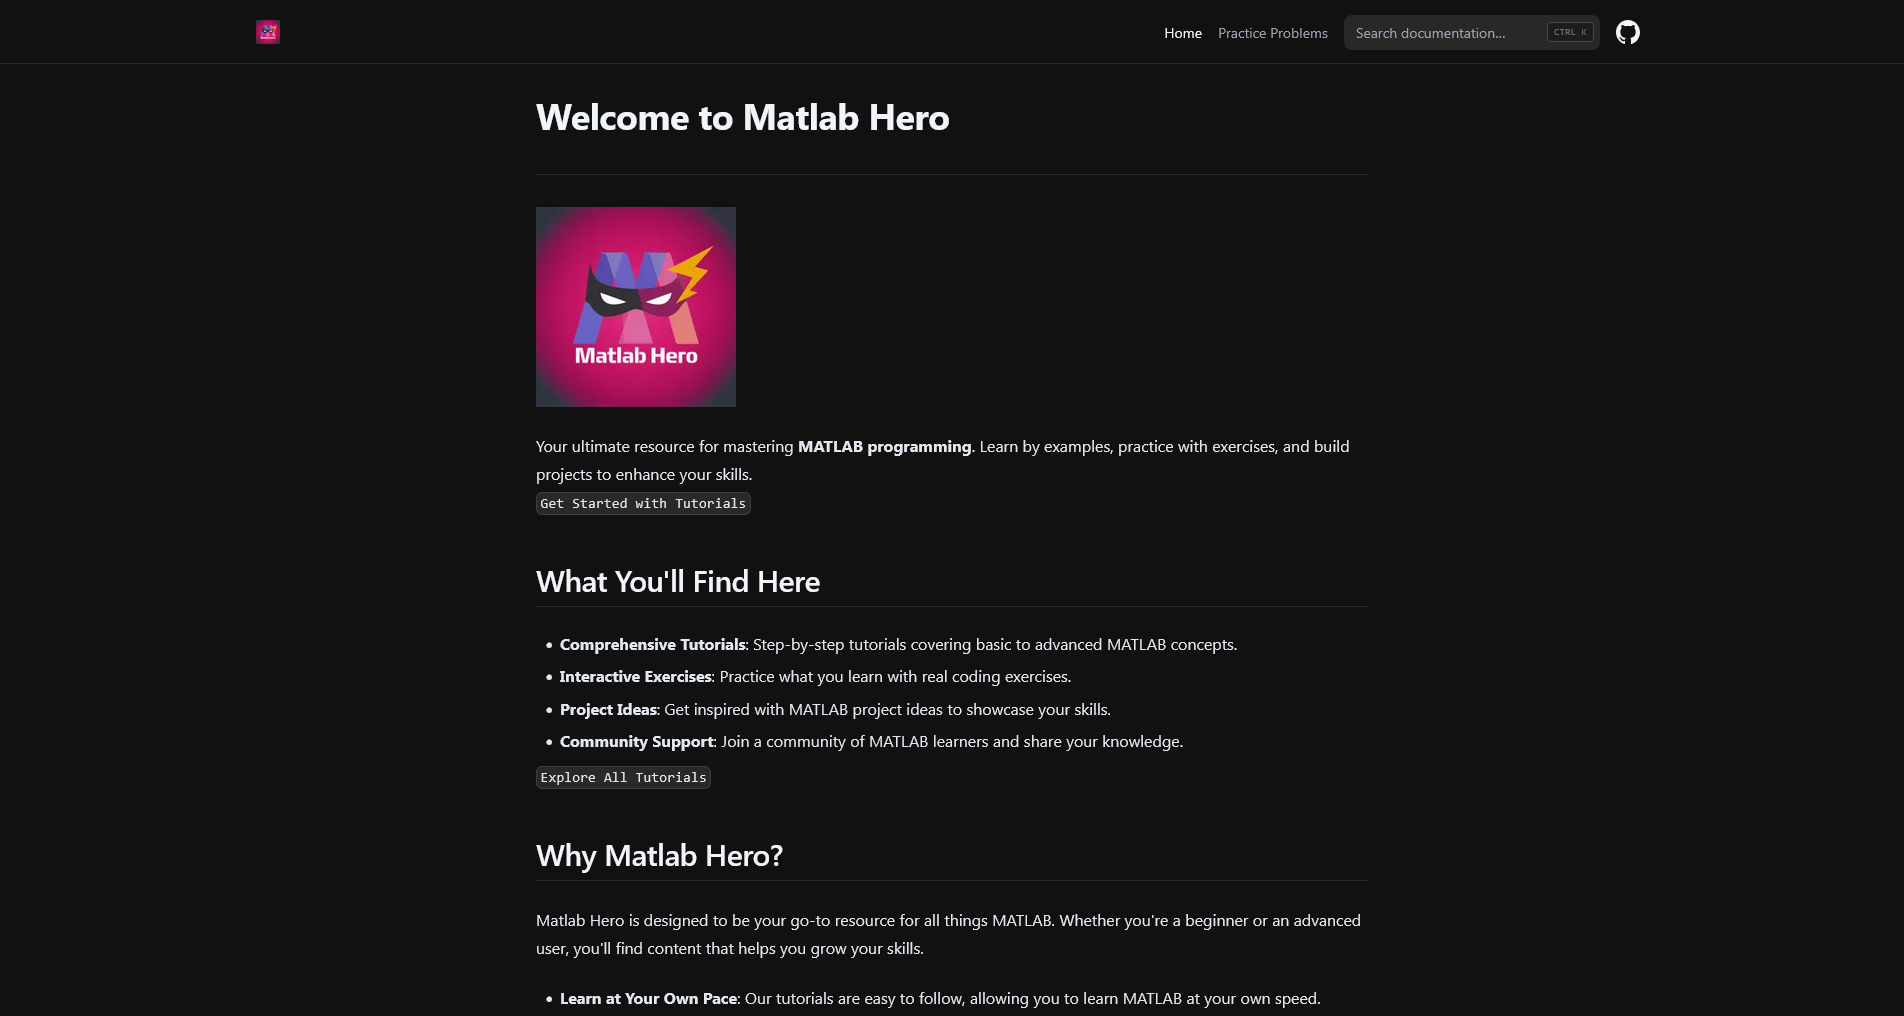 Home Practice Problems Search documentation... CTRL K
Welcome to Matlab Hero
Matlab Hero
Your ultimate resource for mastering MATLAB programming. Learn by examples, practice with exercises, and build
projects to enhance your skills.
Get Started with Tutorials
What You'll Find Here
• Comprehensive Tutorials: Step-by-step tutorials covering basic to advanced MATLAB concepts.
• Interactive Exercises: Practice what you learn with real coding exercises.
• Project Ideas: Get inspired with MATLAB project ideas to showcase your skills.
• Community Support: Join a community of MATLAB learners and share your knowledge.
Explore All Tutorials
Why Matlab Hero?
Matlab Hero is designed to be your go-to resource for all things MATLAB. Whether you're a beginner or an advanced
user, you'll find content that helps you grow your skills.
• Learn at Your Own Pace: Our tutorials are easy to follow, allowing you to learn MATLAB at your own speed.